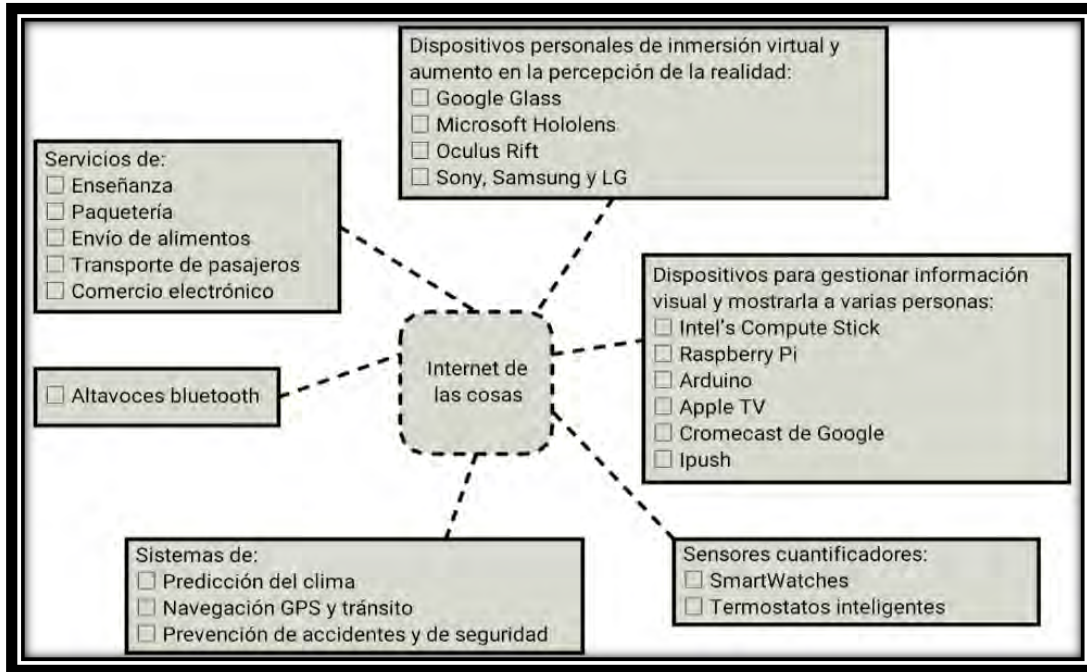 Dispositivos personales de inmersión virtual y
aumento en la percepción de la realidad:
☐ Google Glass
☐ Microsoft Hololens
☐ Oculus Rift
☐ Sony, Samsung y LG
Servicios de:
☐ Enseñanza
☐ Paquetería
☐ Envío de alimentos
☐ Transporte de pasajeros
☐ Comercio electrónico
Dispositivos para gestionar información
visual y mostrarla a varias personas:
☐ Intel's Compute Stick
☐ Raspberry Pi
☐ Arduino
☐ Apple TV
☐ Cromecast de Google
☐ Ipush
Internet de
las cosas
☐ Altavoces bluetooth
Sistemas de:
☐ Predicción del clima
☐ Navegación GPS y tránsito
☐ Prevención de accidentes y de seguridad
Sensores cuantificadores:
☐ SmartWatches
☐ Termostatos inteligentes